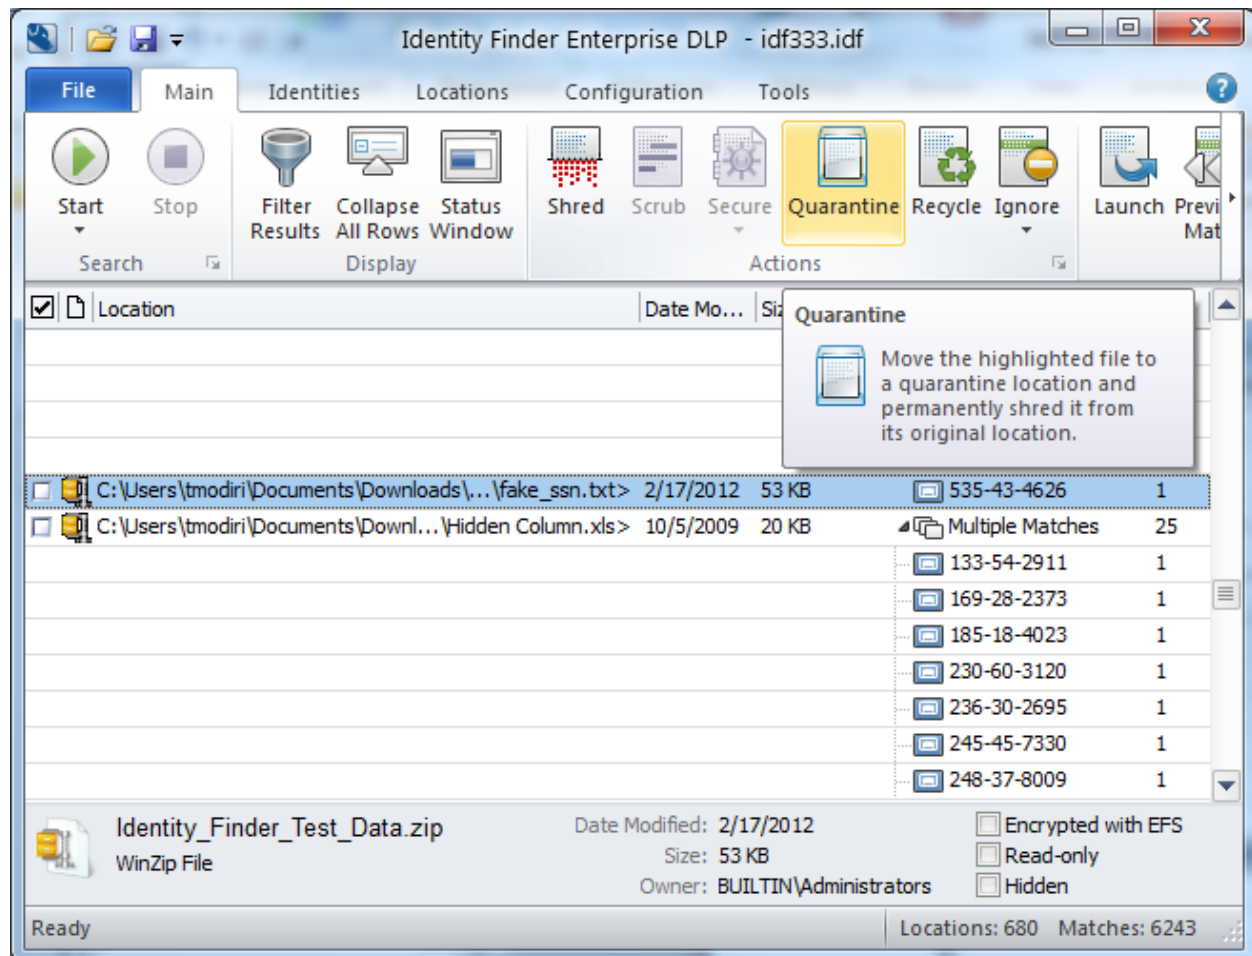 Identity Finder Enterprise DLP - idf333.idf
File Main Identities Locations Configuration Tools
Start Stop Filter Collapse Status Shred Scrub Secure Quarantine Recycle Ignore Launch Previ
Results All Rows Window Mat
Search Display Actions
Location Date Mo... Siz
Quarantine
Move the highlighted file to
a quarantine location and
permanently shred it from
its original location.
C:\Users\tmodiri\Documents\Downloads\...\fake_ssn.txt> 2/17/2012 53 KB 535-43-4626 1
C:\Users\tmodiri\Documents\Downl...\Hidden Column.xls> 10/5/2009 20 KB Multiple Matches 25
133-54-2911 1
169-28-2373 1
185-18-4023 1
230-60-3120 1
236-30-2695 1
245-45-7330 1
248-37-8009 1
Identity_Finder_Test_Data.zip Date Modified: 2/17/2012 Encrypted with EFS
WinZip File Size: 53 KB Read-only
Owner: BUILTIN\Administrators Hidden
Ready Locations: 680 Matches: 6243